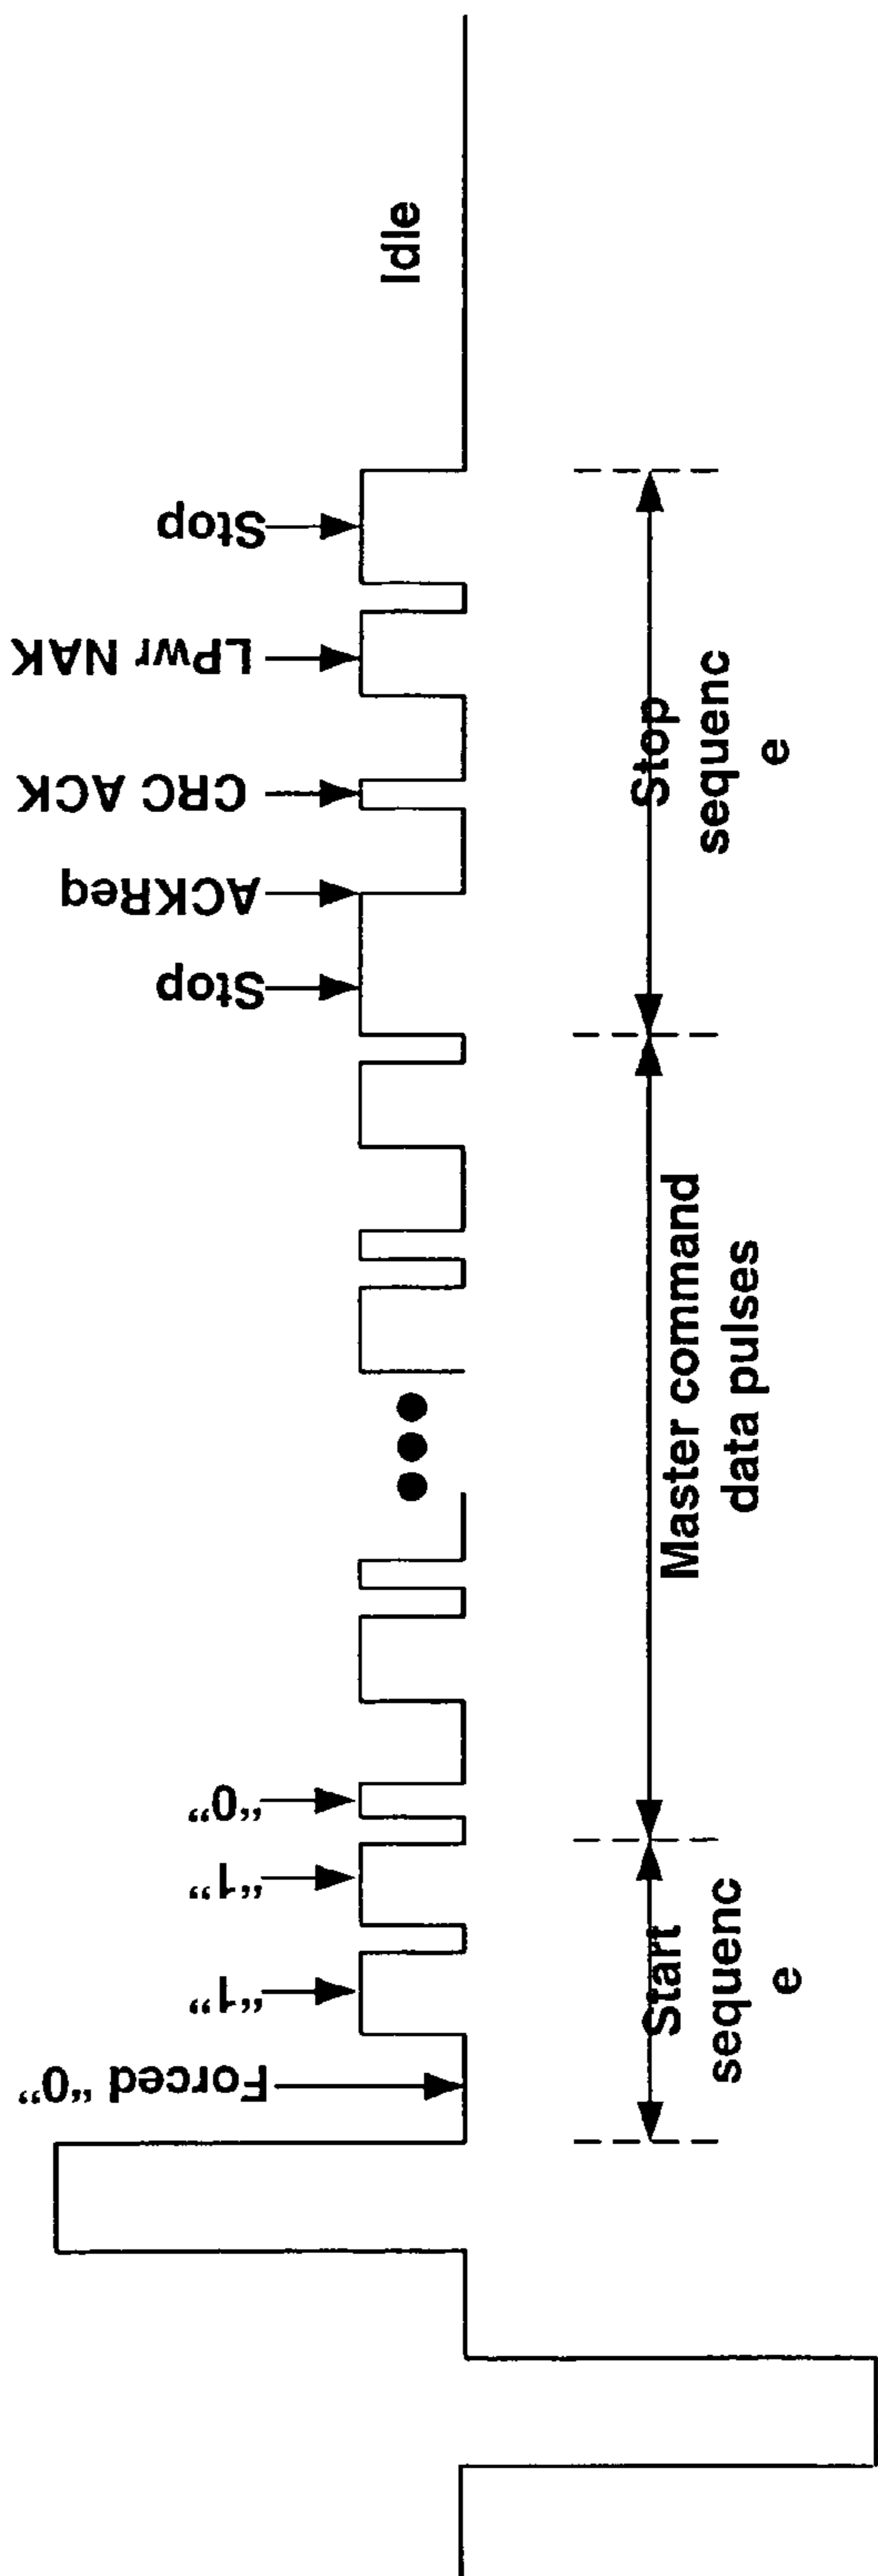 Forced “0”
“1”
“1”
“0”
Stop
ACKReq
CRC ACK
LPwr NAK
Stop
Idle
Start
sequenc
e
Master command
data pulses
Stop
sequenc
e